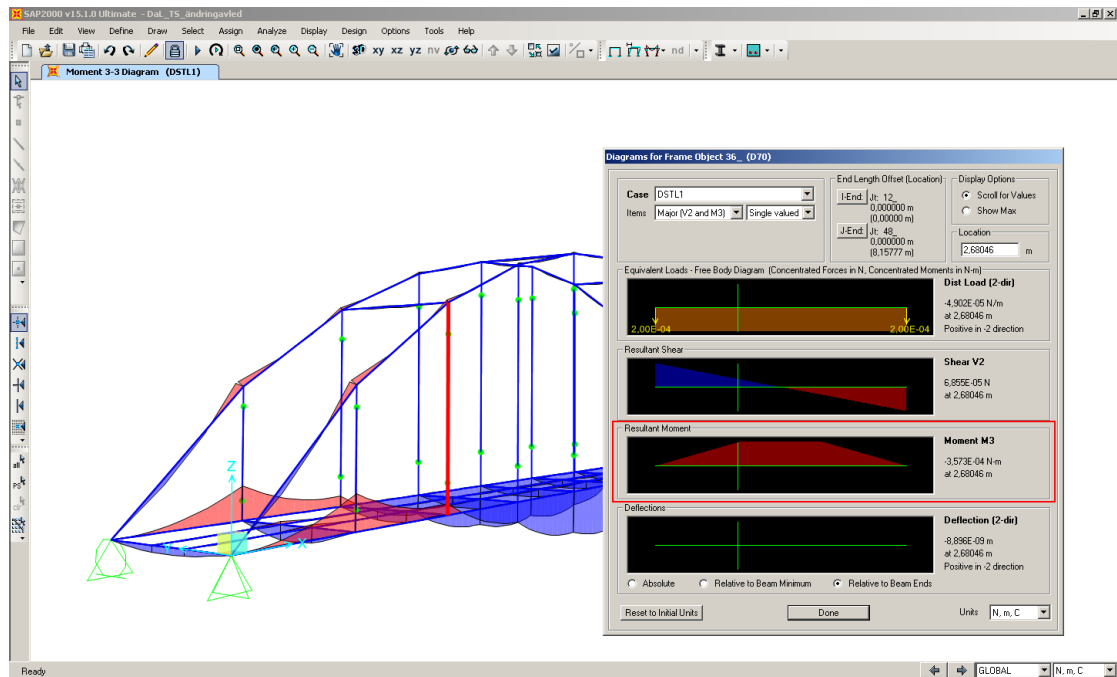 SAP2000 v15.1.0 Ultimate - DaL_TS_ändringavled
File Edit View Define Draw Select Assign Analyze Display Design Options Tools Help
xy xz yz nv nd
Moment 3-3 Diagram (DSTL1)
Z
X
Diagrams for Frame Object 36_ (D70)
Case DSTL1
Items Major (V2 and M3) Single valued
End Length Offset (Location)
I-End: Jt: 12_
0,000000 m
(0,00000 m)
J-End: Jt: 48_
0,000000 m
(8,15777 m)
Display Options
Scroll for Values
Show Max
Location
2,68046 m
Equivalent Loads - Free Body Diagram (Concentrated Forces in N, Concentrated Moments in N-m)
2,00E-04 2,00E-04
Dist Load (2-dir)
-4,902E-05 N/m
at 2,68046 m
Positive in -2 direction
Resultant Shear
Shear V2
6,855E-05 N
at 2,68046 m
Resultant Moment
Moment M3
-3,573E-04 N-m
at 2,68046 m
Deflections
Deflection (2-dir)
-8,896E-09 m
at 2,68046 m
Positive in -2 direction
Absolute Relative to Beam Minimum Relative to Beam Ends
Reset to Initial Units Done Units N, m, C
all
PS
Ready GLOBAL N, m, C